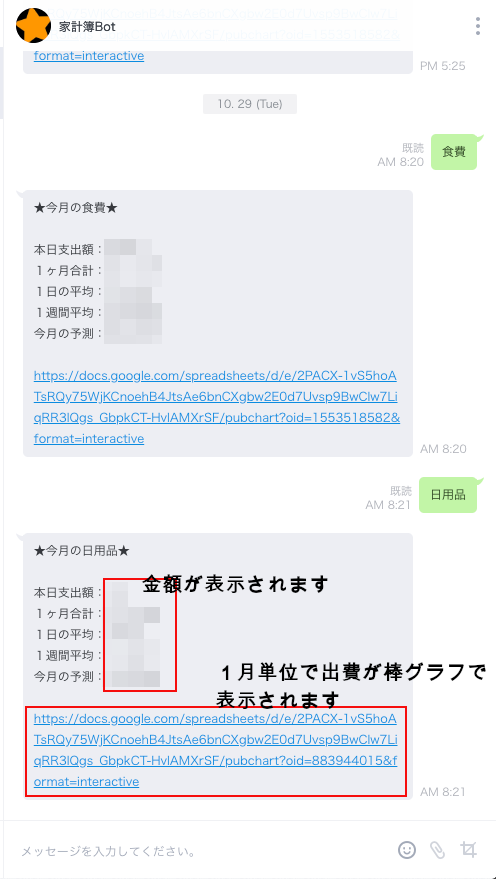 家計簿Bot
format=interactive
PM 5:25
10. 29 (Tue)
既読
AM 8:20
食費
★今月の食費★
本日支出額：
１ヶ月合計：
１日の平均：
１週間平均：
今月の予測：
https://docs.google.com/spreadsheets/d/e/2PACX-1vS5hoA
TsRQy75WjKCnoehB4JtsAe6bnCXgbw2E0d7Uvsp9BwClw7Li
qRR3lQgs_GbpkCT-HvlAMXrSF/pubchart?oid=1553518582&
format=interactive
AM 8:20
既読
AM 8:21
日用品
★今月の日用品★
本日支出額：
金額が表示されます
１ヶ月合計：
１日の平均：
１週間平均：
今月の予測：
１月単位で出費が棒グラフで
表示されます
https://docs.google.com/spreadsheets/d/e/2PACX-1vS5hoA
TsRQy75WjKCnoehB4JtsAe6bnCXgbw2E0d7Uvsp9BwClw7Li
qRR3lQgs_GbpkCT-HvlAMXrSF/pubchart?oid=883944015&f
ormat=interactive
AM 8:21
メッセージを入力してください。